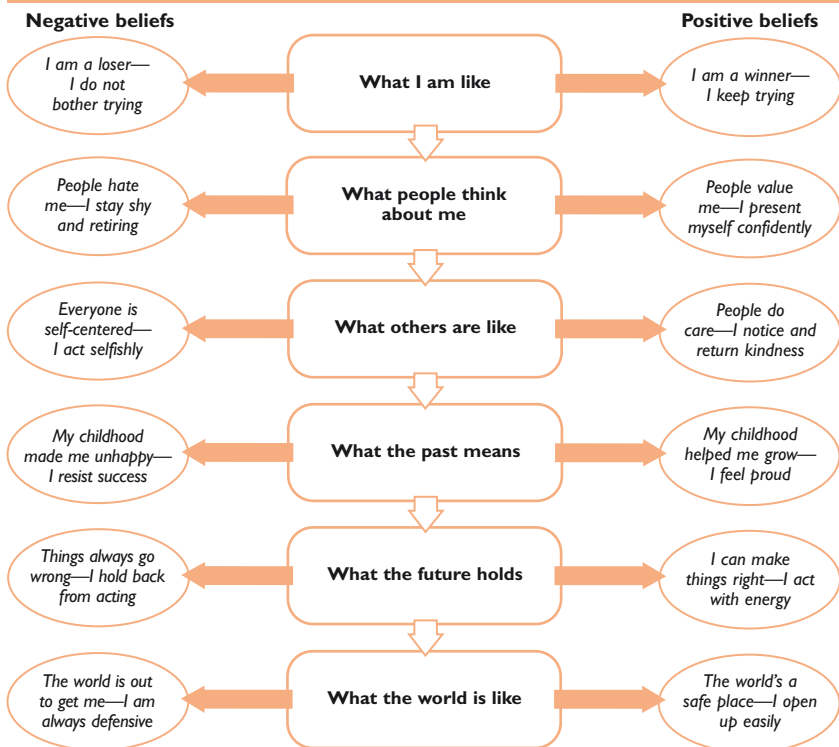 Negative beliefs
Positive beliefs
I am a loser—
I do not
bother trying
What I am like
I am a winner—
I keep trying
People hate
me—I stay shy
and retiring
What people think
about me
People value
me—I present
myself confidently
Everyone is
self-centered—
I act selfishly
What others are like
People do
care—I notice and
return kindness
My childhood
made me unhappy—
I resist success
What the past means
My childhood
helped me grow—
I feel proud
Things always go
wrong—I hold back
from acting
What the future holds
I can make
things right—I act
with energy
The world is out
to get me—I am
always defensive
What the world is like
The world's a
safe place—I open
up easily